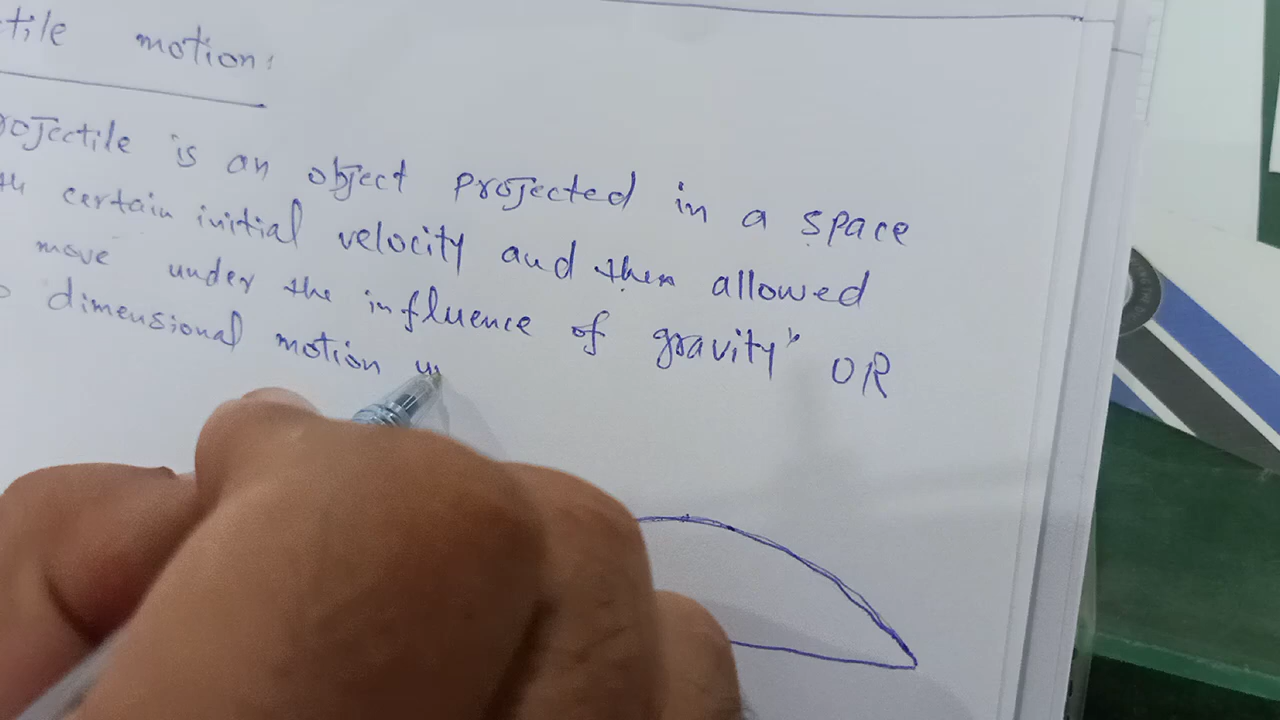 tile motion:
rojectile is an object projected in a space
th certain initial velocity and then allowed
move under the influence of gravity" OR
o dimensional motion u